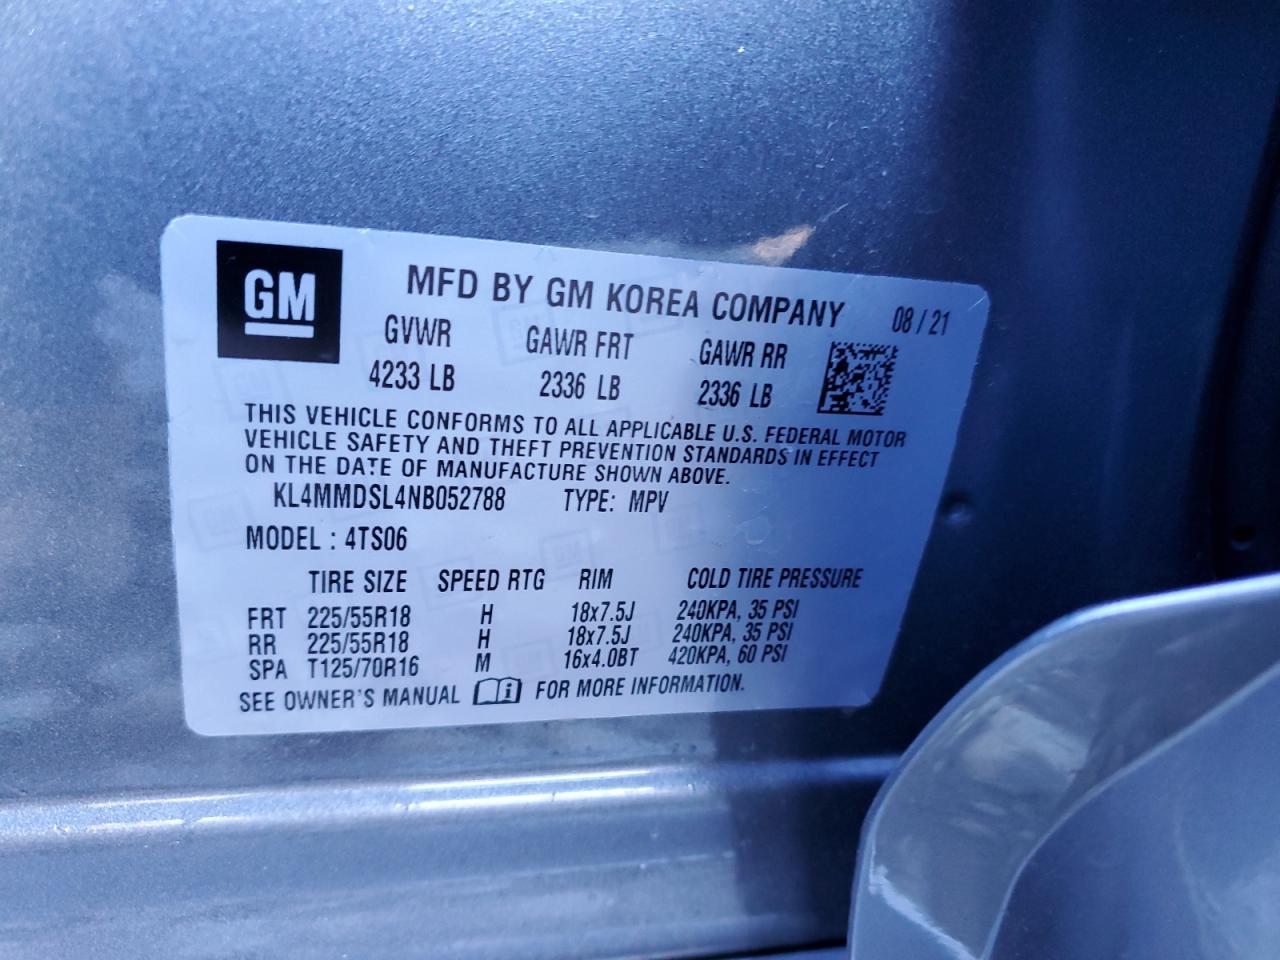 GM
MFD BY GM KOREA COMPANY 08 / 21
GVWR GAWR FRT GAWR RR
4233 LB 2336 LB 2336 LB
THIS VEHICLE CONFORMS TO ALL APPLICABLE U.S. FEDERAL MOTOR
VEHICLE SAFETY AND THEFT PREVENTION STANDARDS IN EFFECT
ON THE DATE OF MANUFACTURE SHOWN ABOVE.
KL4MMDSL4NB052788 TYPE: MPV
MODEL : 4TS06
TIRE SIZE SPEED RTG RIM COLD TIRE PRESSURE
FRT 225/55R18 H 18x7.5J 240KPA, 35 PSI
RR 225/55R18 H 18x7.5J 240KPA, 35 PSI
SPA T125/70R16 M 16x4.0BT 420KPA, 60 PSI
SEE OWNER'S MANUAL i FOR MORE INFORMATION.